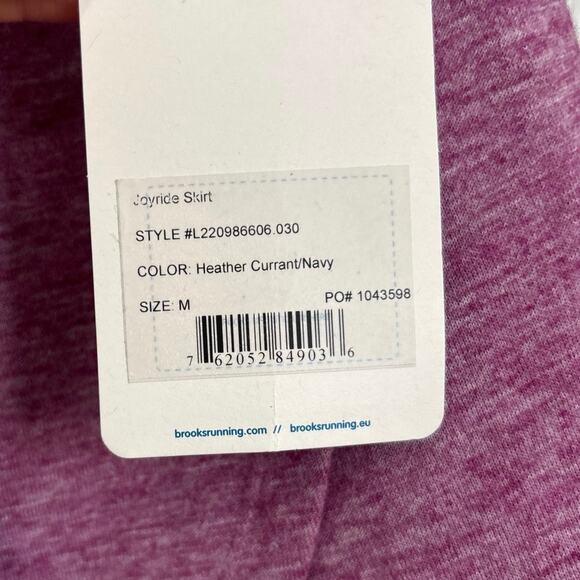 Joyride Skirt
STYLE #L220986606.030
COLOR: Heather Currant/Navy
SIZE: M PO# 1043598
7 62052 84903 6
brooksrunning.com // brooksrunning.eu